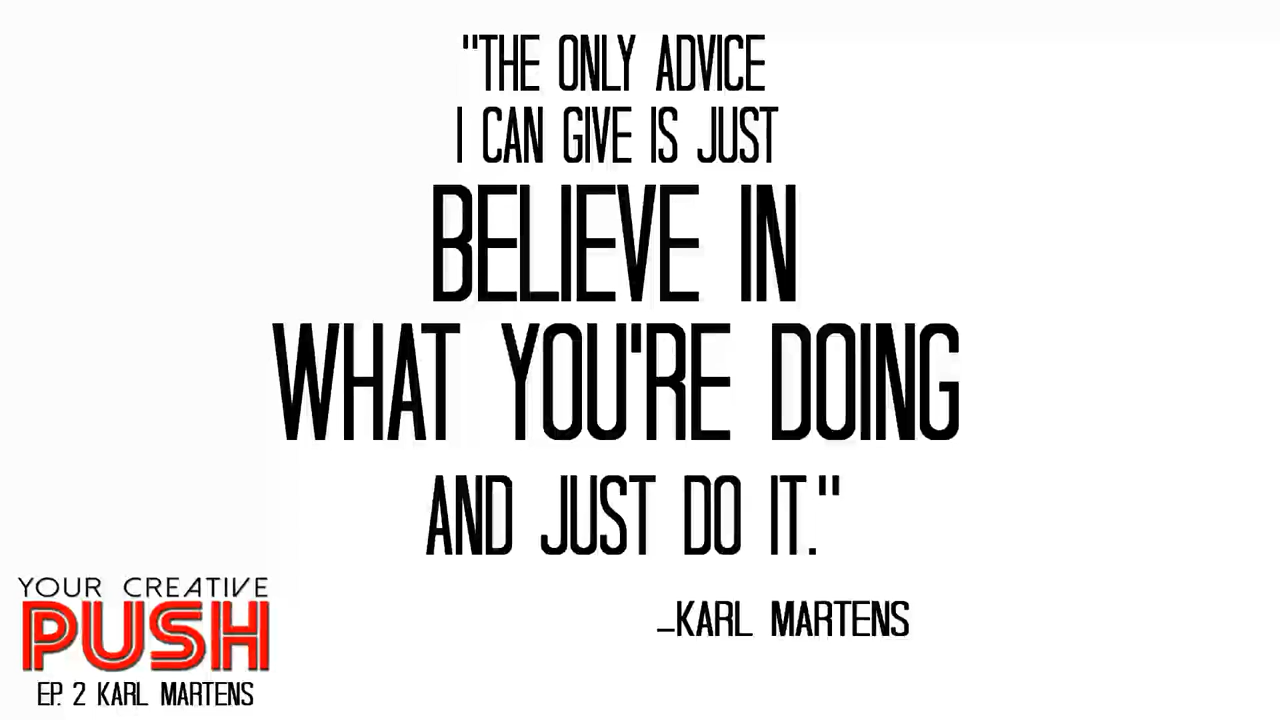 "THE ONLY ADVICE
I CAN GIVE IS JUST
BELIEVE IN
WHAT YOU'RE DOING
AND JUST DO IT."
-KARL MARTENS
YOUR CREATIVE
PUSH
EP. 2 KARL MARTENS